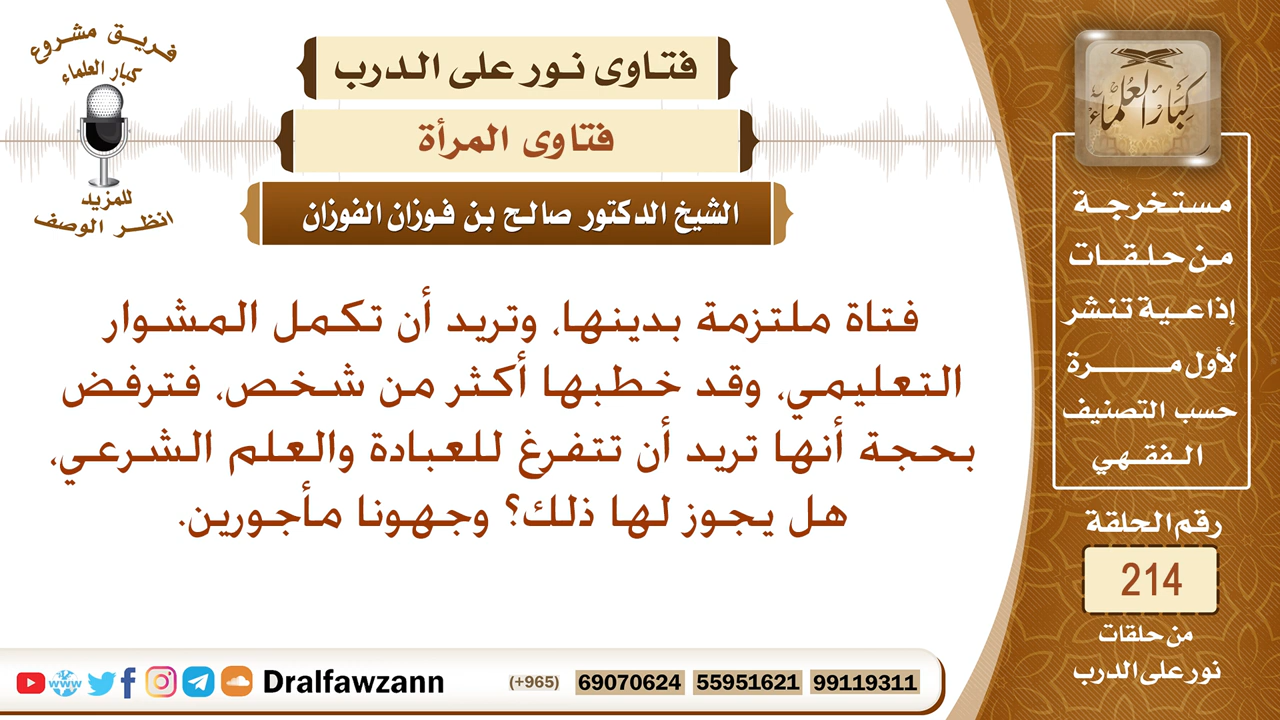 فريق مشروع
كبار العلماء
للمزيد
انظر الوصف
فتاوى نور على الدرب
فتاوى المرأة
الشيخ الدكتور صالح بن فوزان الفوزان
فتاة ملتزمة بدينها، وتريد أن تكمل المشوار
التعليمي، وقد خطبها أكثر من شخص، فترفض
بحجة أنها تريد أن تتفرغ للعبادة والعلم الشرعي،
هل يجوز لها ذلك؟ وجهونا مأجورين.
كبار العلماء
مستخرجة
من حلقات
إذاعية تنشر
لأول مرة
حسب التصنيف
الفقهي
رقم الحلقة
214
من حلقات
نور على الدرب
www Dralfawzann (+965) 69070624 55951621 99119311